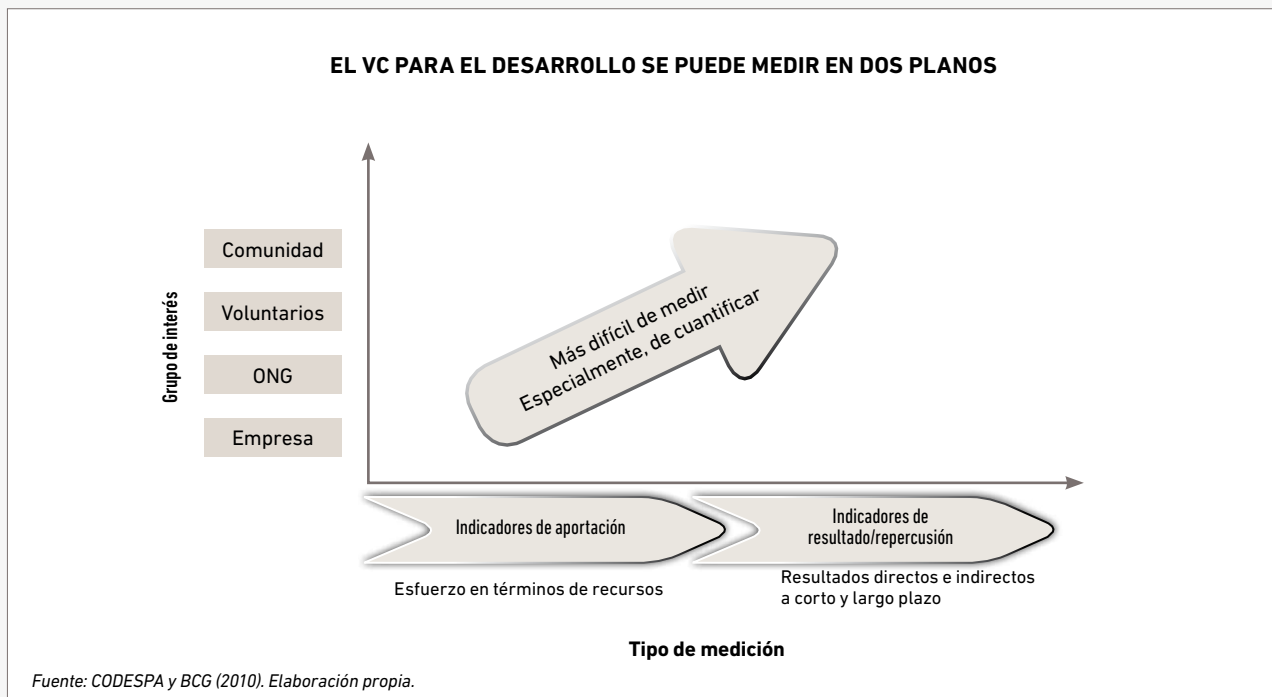 EL VC PARA EL DESARROLLO SE PUEDE MEDIR EN DOS PLANOS
Grupo de interés
Comunidad
Voluntarios
ONG
Empresa
Más difícil de medir
Especialmente, de cuantificar
Indicadores de aportación
Indicadores de
resultado/repercusión
Esfuerzo en términos de recursos
Resultados directos e indirectos
a corto y largo plazo
Tipo de medición
Fuente: CODESPA y BCG (2010). Elaboración propia.